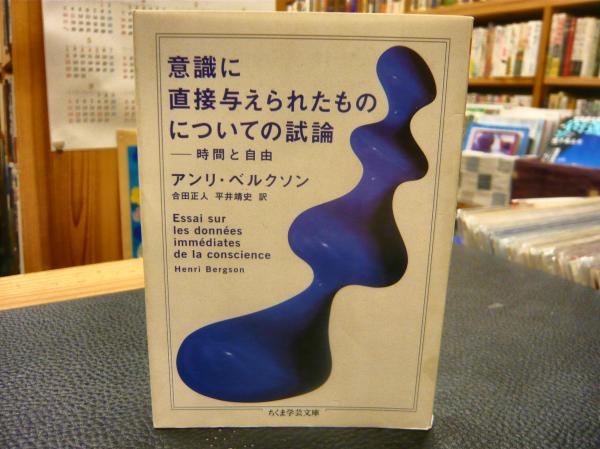 意識に
直接与えられたもの
についての試論
── 時間と自由
アンリ・ベルクソン
合田正人 平井靖史 訳
Essai sur
les données
immédiates
de la conscience
Henri Bergson
ちくま学芸文庫